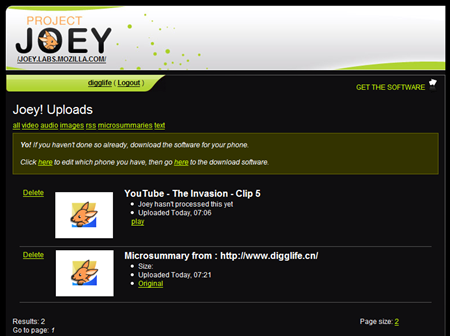 PROJECT
JOEY
/JOEY.LABS.MOZILLA.COM/
digglife ( Logout )
GET THE SOFTWARE
Joey! Uploads
all video audio images rss microsummaries text
Yo! If you haven't done so already, download the software for your phone.
Click here to edit which phone you have, then go here to the download software.
Delete
YouTube - The Invasion - Clip 5
Joey hasn't processed this yet
Uploaded Today, 07:06
play
Delete
Microsummary from : http://www.digglife.cn/
Size:
Uploaded Today, 07:21
Original
Results: 2
Page size: 2
Go to page: f